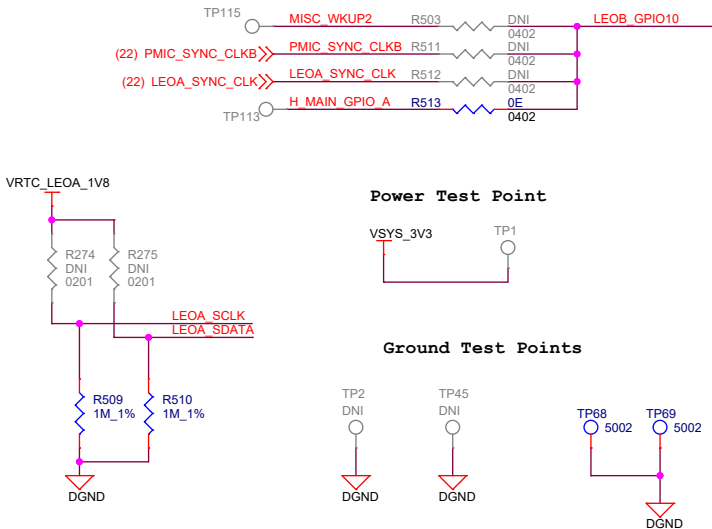 TP115 MISC_WKUP2 R503 DNI LEOB_GPIO10
0402
(22) PMIC_SYNC_CLKB PMIC_SYNC_CLKB R511 DNI
0402
(22) LEOA_SYNC_CLK LEOA_SYNC_CLK R512 DNI
0402
TP113 H_MAIN_GPIO_A R513 0E
0402
VRTC_LEOA_1V8
Power Test Point
VSYS_3V3 TP1
R274 R275
DNI DNI
0201 0201
LEOA_SCLK
LEOA_SDATA
Ground Test Points
R509 R510
1M_1% 1M_1%
TP2 TP45
DNI DNI
TP68 TP69
5002 5002
DGND DGND DGND
DGND